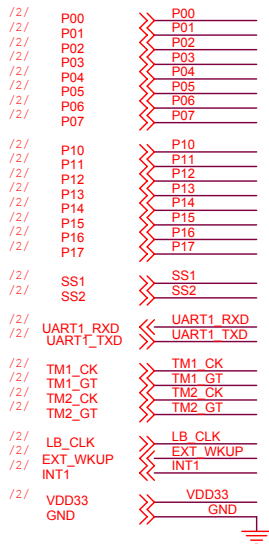 /2/ P00 P00
/2/ P01 P01
/2/ P02 P02
/2/ P03 P03
/2/ P04 P04
/2/ P05 P05
/2/ P06 P06
/2/ P07 P07
/2/ P10 P10
/2/ P11 P11
/2/ P12 P12
/2/ P13 P13
/2/ P14 P14
/2/ P15 P15
/2/ P16 P16
/2/ P17 P17
/2/ SS1 SS1
/2/ SS2 SS2
/2/ UART1_RXD UART1_RXD
/2/ UART1_TXD UART1_TXD
/2/ TM1_CK TM1_CK
/2/ TM1_GT TM1_GT
/2/ TM2_CK TM2_CK
/2/ TM2_GT TM2_GT
/2/ LB_CLK LB_CLK
/2/ EXT_WKUP EXT_WKUP
/2/ INT1 INT1
/2/ VDD33 VDD33
GND GND